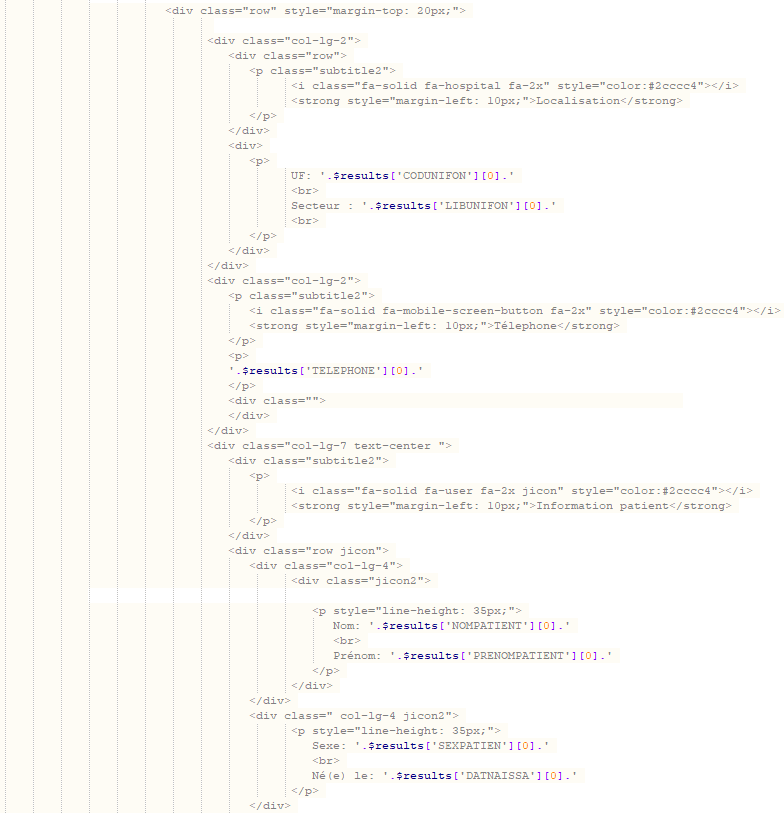 <div class="row" style="margin-top: 20px;">
<div class="col-lg-2">
<div class="row">
<p class="subtitle2">
<i class="fa-solid fa-hospital fa-2x" style="color:#2cccc4"></i>
<strong style="margin-left: 10px;">Localisation</strong>
</p>
</div>
<div>
<p>
UF: '.$results['CODUNIFON'][0].'
<br>
Secteur : '.$results['LIBUNIFON'][0].'
<br>
</p>
</div>
</div>
<div class="col-lg-2">
<p class="subtitle2">
<i class="fa-solid fa-mobile-screen-button fa-2x" style="color:#2cccc4"></i>
<strong style="margin-left: 10px;">Télephone</strong>
</p>
<p>
'.$results['TELEPHONE'][0].'
</p>
<div class="">
</div>
</div>
<div class="col-lg-7 text-center ">
<div class="subtitle2">
<p>
<i class="fa-solid fa-user fa-2x jicon" style="color:#2cccc4"></i>
<strong style="margin-left: 10px;">Information patient</strong>
</p>
</div>
<div class="row jicon">
<div class="col-lg-4">
<div class="jicon2">
<p style="line-height: 35px;">
Nom: '.$results['NOMPATIENT'][0].'
<br>
Prénom: '.$results['PRENOMPATIENT'][0].'
</p>
</div>
</div>
<div class=" col-lg-4 jicon2">
<p style="line-height: 35px;">
Sexe: '.$results['SEXPATIEN'][0].'
<br>
Né(e) le: '.$results['DATNAISSA'][0].'
</p>
</div>